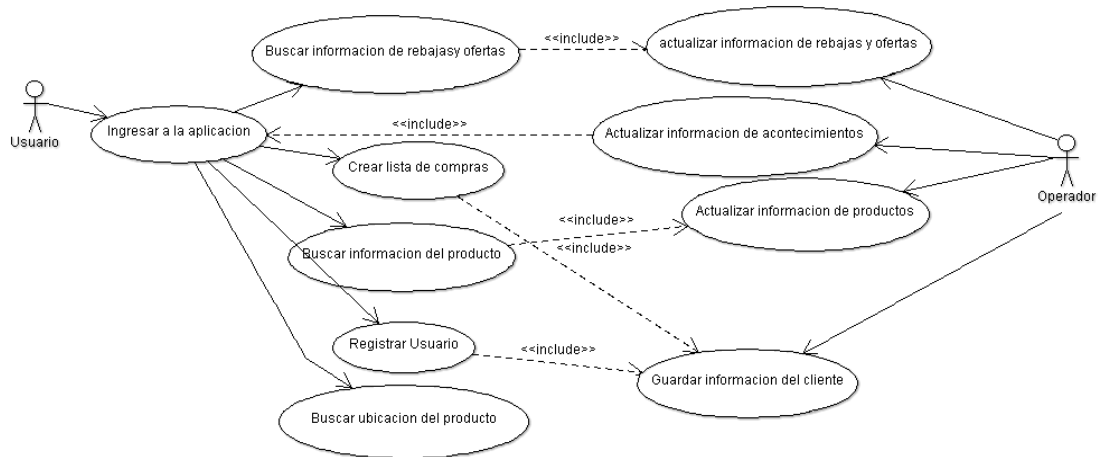 Buscar informacion de rebajasy ofertas
<<include>>
actualizar informacion de rebajas y ofertas
Usuario
Ingresar a la aplicacion
<<include>>
Actualizar informacion de acontecimientos
Crear lista de compras
Operador
<<include>>
Actualizar informacion de productos
Buscar informacion del producto
<<include>>
Registrar Usuario
<<include>>
Guardar informacion del cliente
Buscar ubicacion del producto